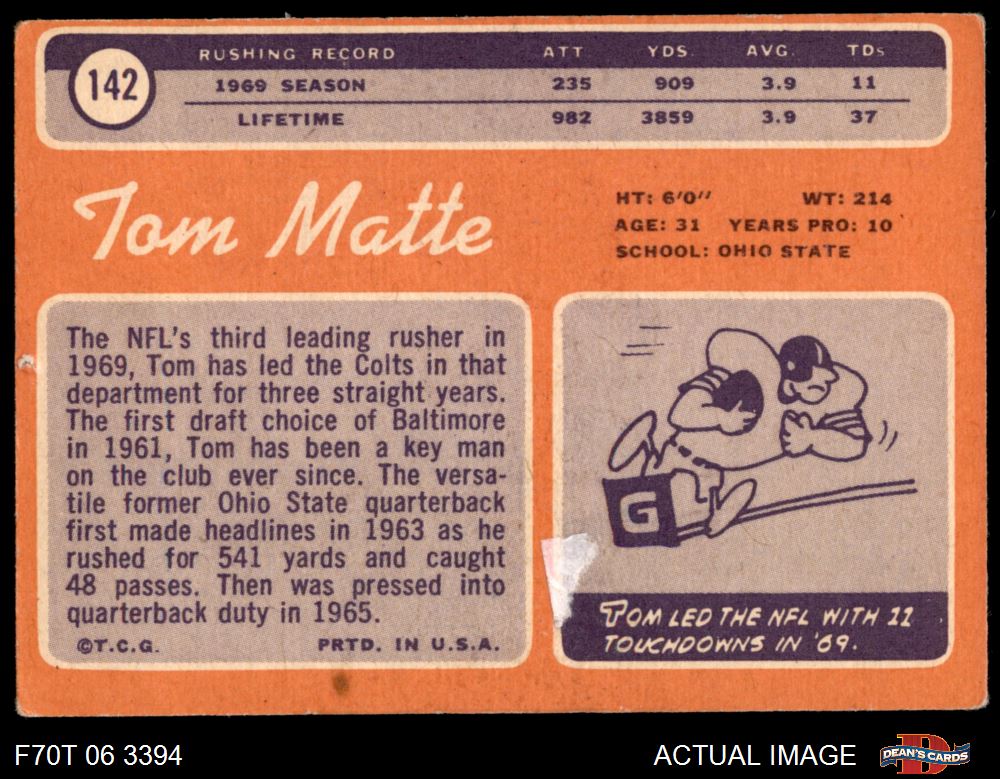 142
RUSHING RECORD ATT YDS. AVG. TDs
1969 SEASON 235 909 3.9 11
LIFETIME 982 3859 3.9 37
Tom Matte
HT: 6'0" WT: 214
AGE: 31 YEARS PRO: 10
SCHOOL: OHIO STATE
The NFL's third leading rusher in
1969, Tom has led the Colts in that
department for three straight years.
The first draft choice of Baltimore
in 1961, Tom has been a key man
on the club ever since. The versa-
tile former Ohio State quarterback
first made headlines in 1963 as he
rushed for 541 yards and caught
48 passes. Then was pressed into
quarterback duty in 1965.
©T.C.G. PRTD. IN U.S.A.
G
TOM LED THE NFL WITH 11
TOUCHDOWNS IN '69.
F70T 06 3394 ACTUAL IMAGE
D
DEAN'S CARDS